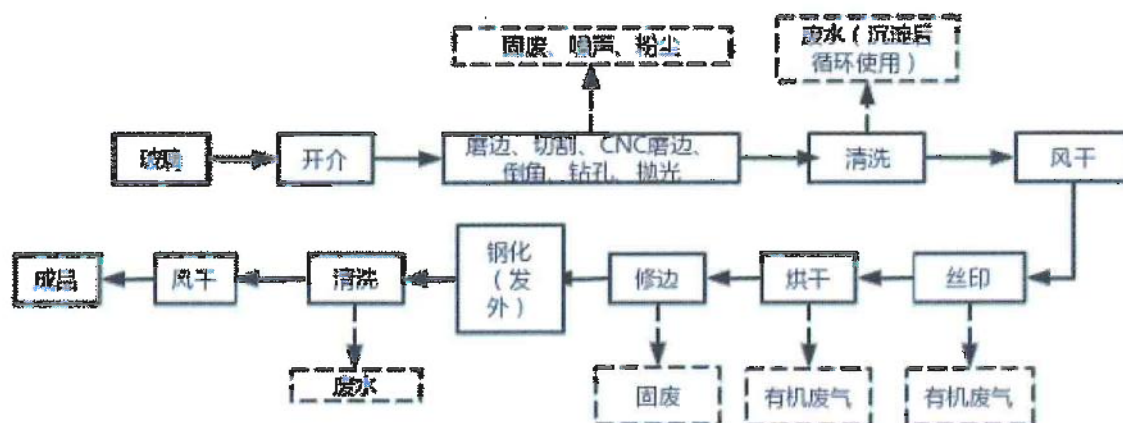 固废、噪声、粉尘
废水（沉淀后
循环使用）
玻璃
开介
磨边、切割、CNC磨边、
倒角、钻孔、抛光
清洗
风干
成品
风干
清洗
钢化
（发
外）
修边
烘干
丝印
废水
固废
有机废气
有机废气